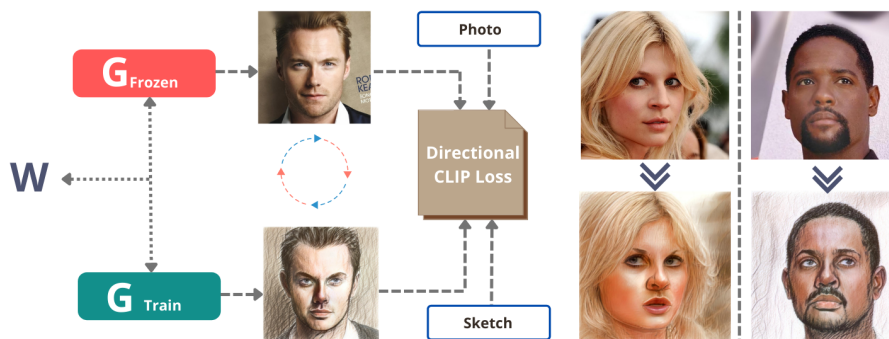 Photo
G Frozen
Directional
CLIP Loss
W
G Train
Sketch